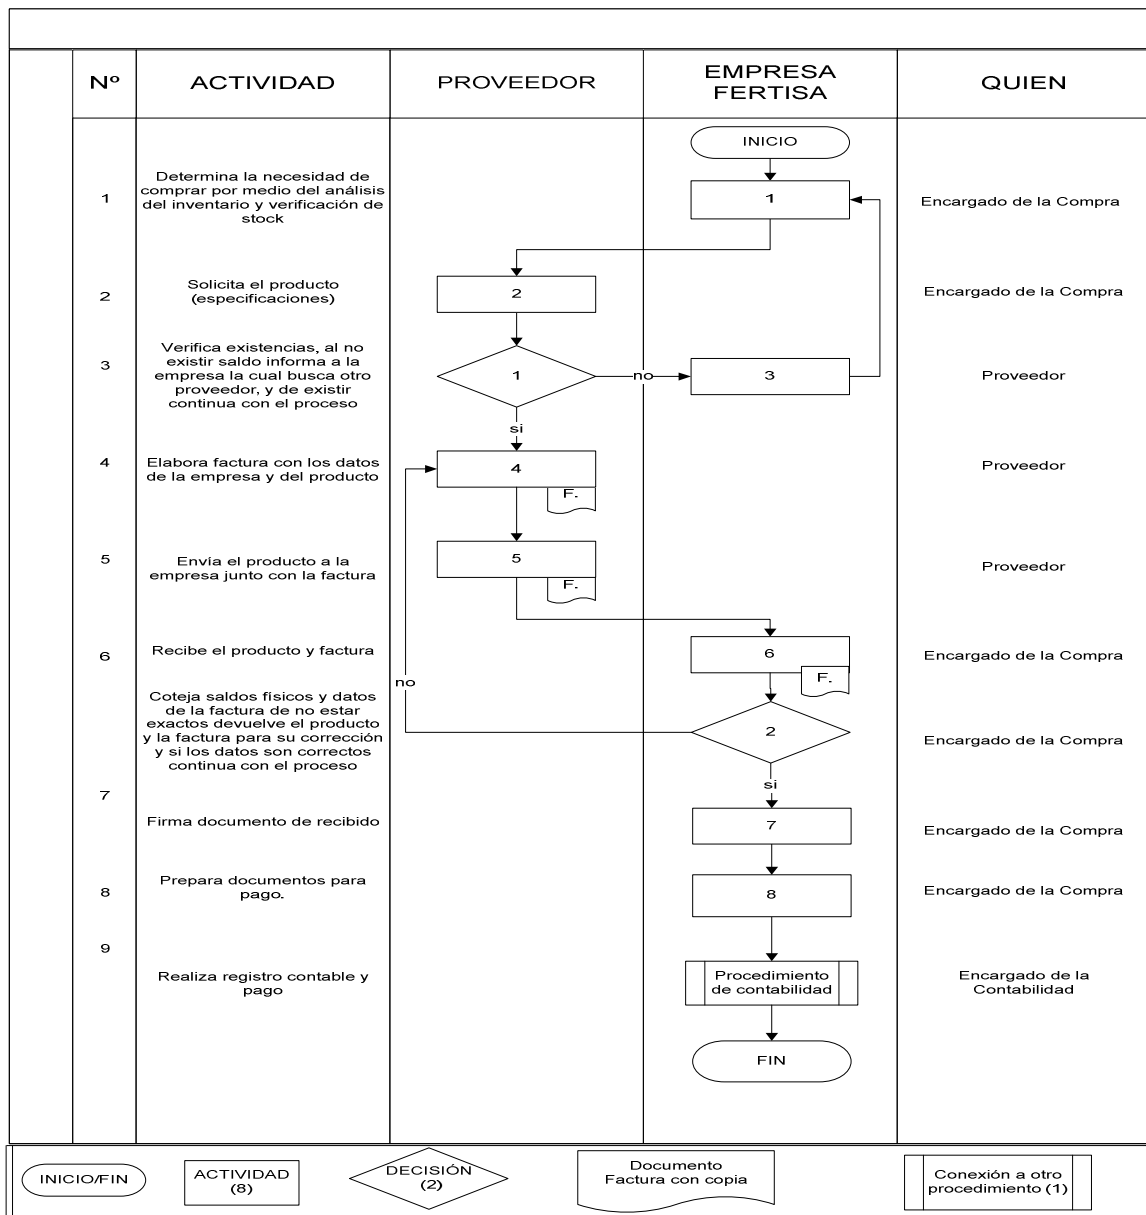 Nº
ACTIVIDAD
PROVEEDOR
EMPRESA
FERTISA
QUIEN
INICIO
1
Determina la necesidad de
comprar por medio del análisis
del inventario y verificación de
stock
1
Encargado de la Compra
2
Solicita el producto
(especificaciones)
2
Encargado de la Compra
3
Verifica existencias, al no
existir saldo informa a la
empresa la cual busca otro
proveedor, y de existir
continua con el proceso
1
no
3
Proveedor
si
4
Elabora factura con los datos
de la empresa y del producto
4
F.
Proveedor
5
Envía el producto a la
empresa junto con la factura
5
F.
Proveedor
6
Recibe el producto y factura
6
F.
Encargado de la Compra
no
Coteja saldos físicos y datos
de la factura de no estar
exactos devuelve el producto
y la factura para su corrección
y si los datos son correctos
continua con el proceso
2
Encargado de la Compra
si
7
Firma documento de recibido
7
Encargado de la Compra
8
Prepara documentos para
pago.
8
Encargado de la Compra
9
Realiza registro contable y
pago
Procedimiento
de contabilidad
Encargado de la
Contabilidad
FIN
INICIO/FIN
ACTIVIDAD
(8)
DECISIÓN
(2)
Documento
Factura con copia
Conexión a otro
procedimiento (1)